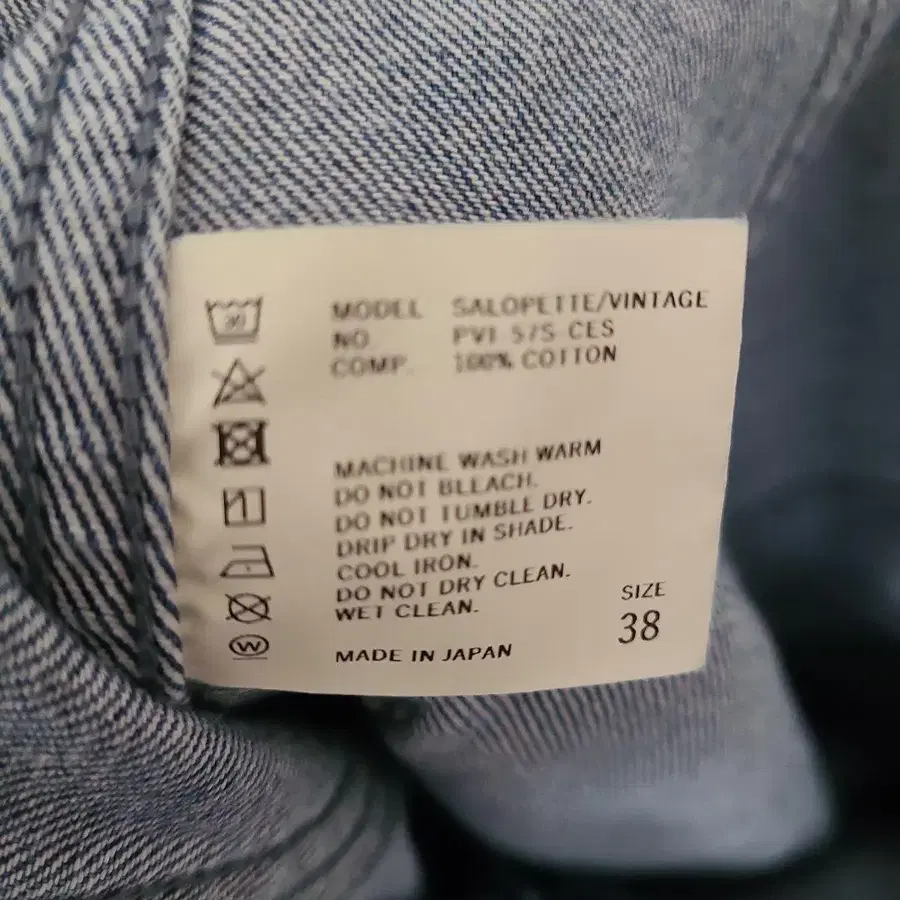 30
MODEL SALOPETTE/VINTAGE
NO. CES
COMP. 100% COTTON
MACHINE WASH WARM
DO NOT BLEACH.
DO NOT TUMBLE DRY.
DRIP DRY IN SHADE.
COOL IRON.
DO NOT DRY CLEAN.
WET CLEAN.
W
MADE IN JAPAN
SIZE
38